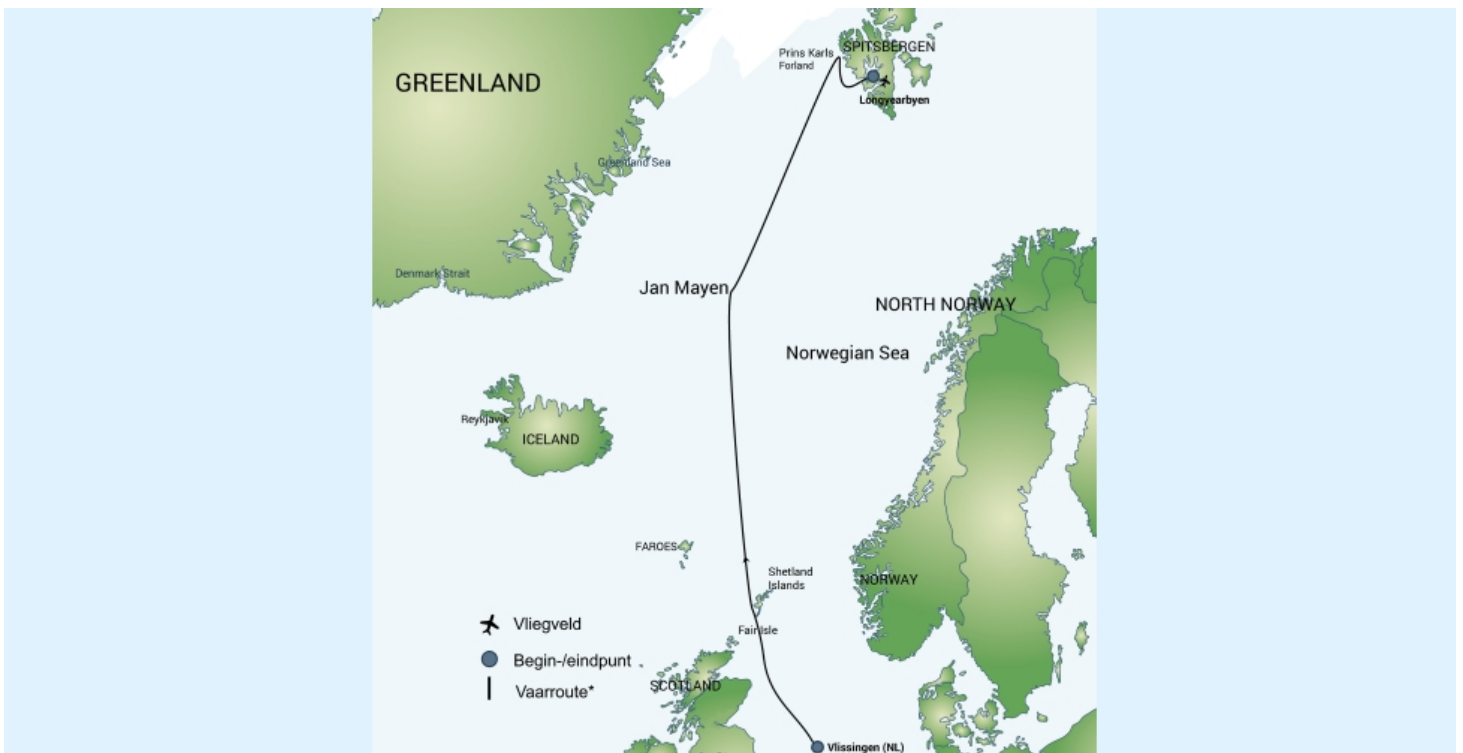 GREENLAND
Prins Karls
Forland
SPITSBERGEN
Longyearbyen
Greenland Sea
Denmark Strait
Jan Mayen
NORTH NORWAY
Norwegian Sea
Reykjavik
ICELAND
FAROES
Shetland
Islands
NORWAY
Fair Isle
Vliegveld
Begin-/eindpunt
Vaarroute*
SCOTLAND
Vlissingen (NL)